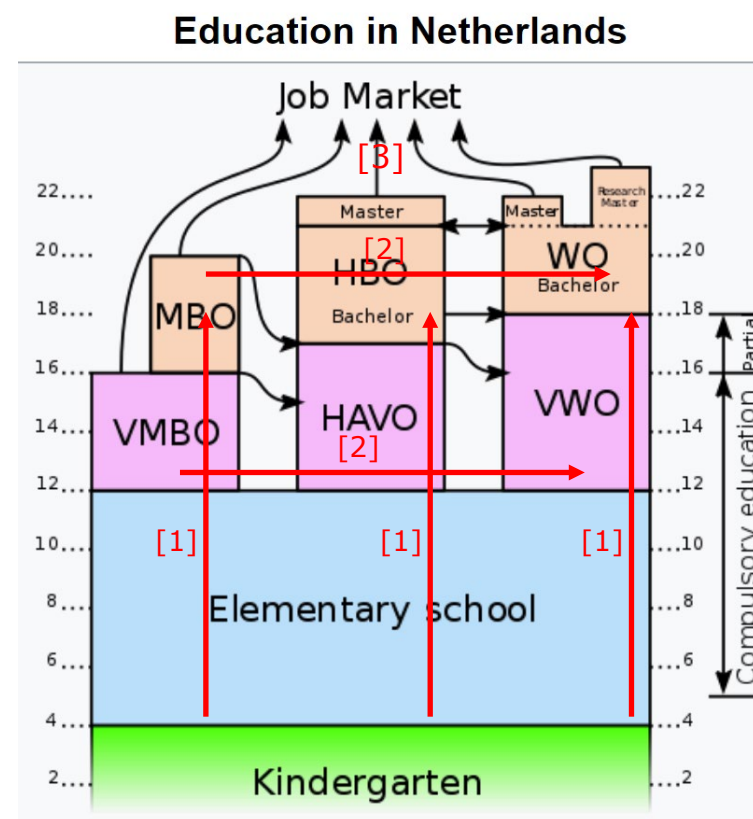 Education in Netherlands
Job Market
[3]
22.... ....22
Master
Master
Research
Master
20.... ....20
[2]
HBO
WO
Bachelor
Bachelor
18.... ....18
MBO
Partia
16.... ....16
VMBO
HAVO
VWO
14.... ....14
[2]
12.... ....12
Compulsory education
[1] [1] [1]
10.... ....10
8.... ....8
Elementary school
6.... ....6
4.... ....4
Kindergarten
2.... ....2